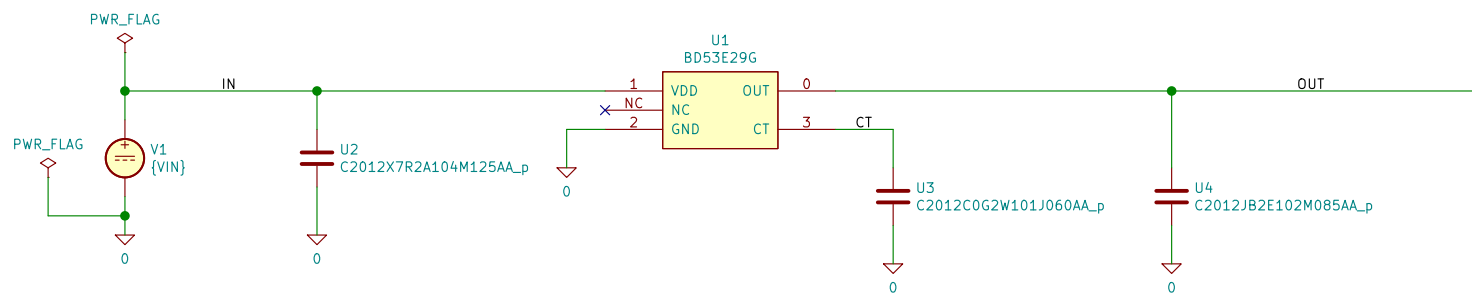 PWR_FLAG
U1
BD53E29G
IN
1
VDD
OUT
0
OUT
NC
NC
2
GND
CT
3
CT
PWR_FLAG
V1
{VIN}
U2
C2012X7R2A104M125AA_p
0
U3
C2012C0G2W101J060AA_p
U4
C2012JB2E102M085AA_p
0
0
0
0